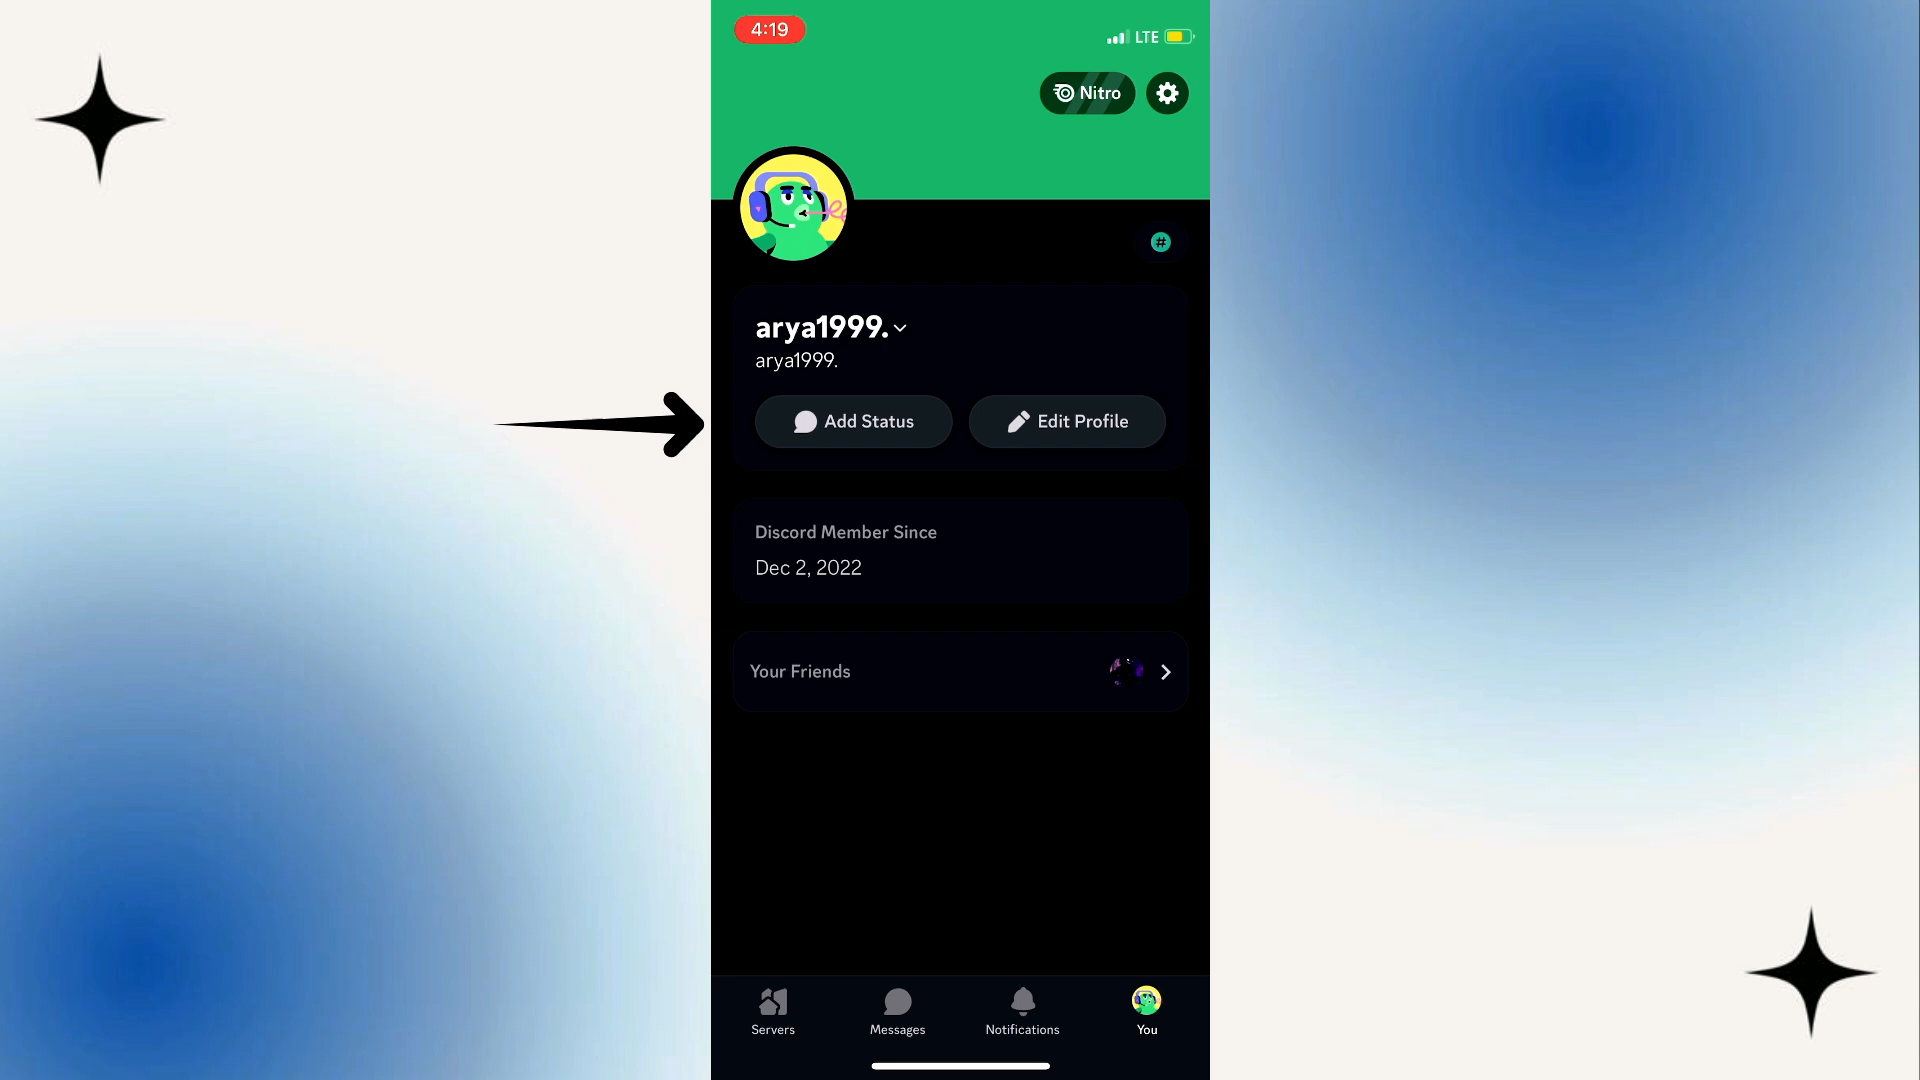 4:19
LTE
Nitro
arya1999.
arya1999.
Add Status
Edit Profile
Discord Member Since
Dec 2, 2022
Your Friends
Servers
Messages
Notifications
You